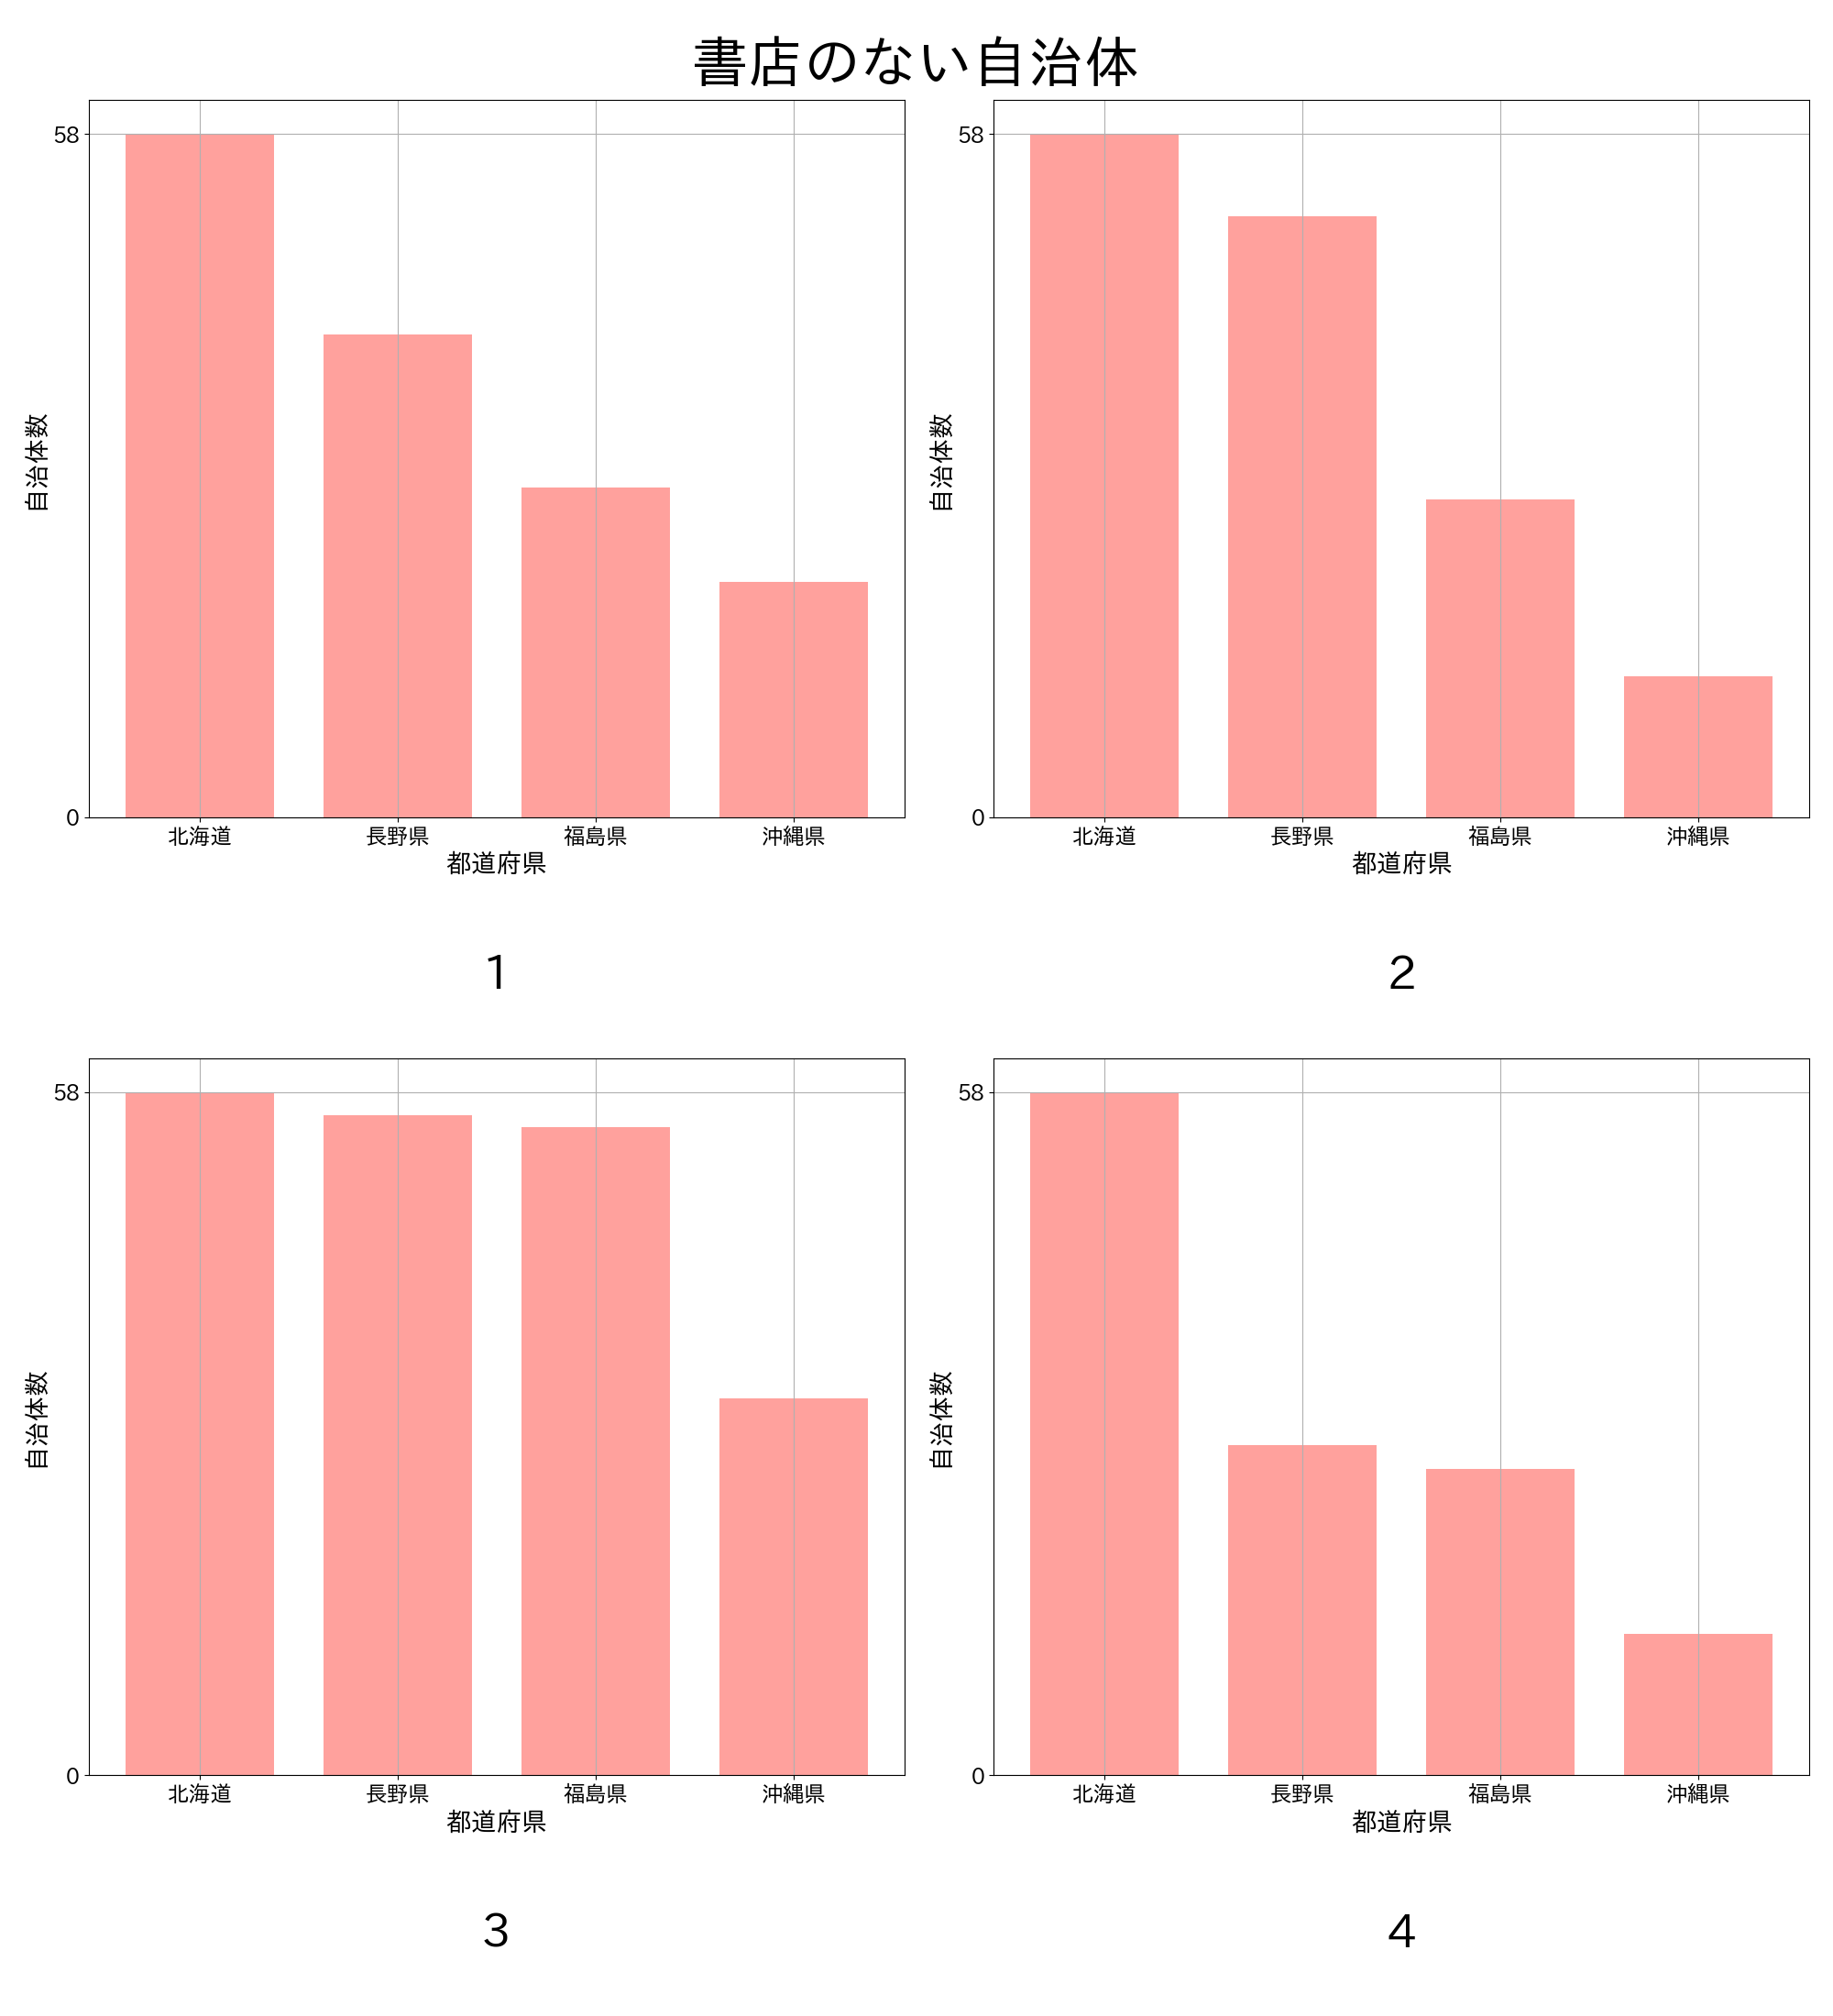 書店のない自治体
58
0
自治体数
北海道 長野県 福島県 沖縄県
都道府県
1
58
0
自治体数
北海道 長野県 福島県 沖縄県
都道府県
2
58
0
自治体数
北海道 長野県 福島県 沖縄県
都道府県
3
58
0
自治体数
北海道 長野県 福島県 沖縄県
都道府県
4